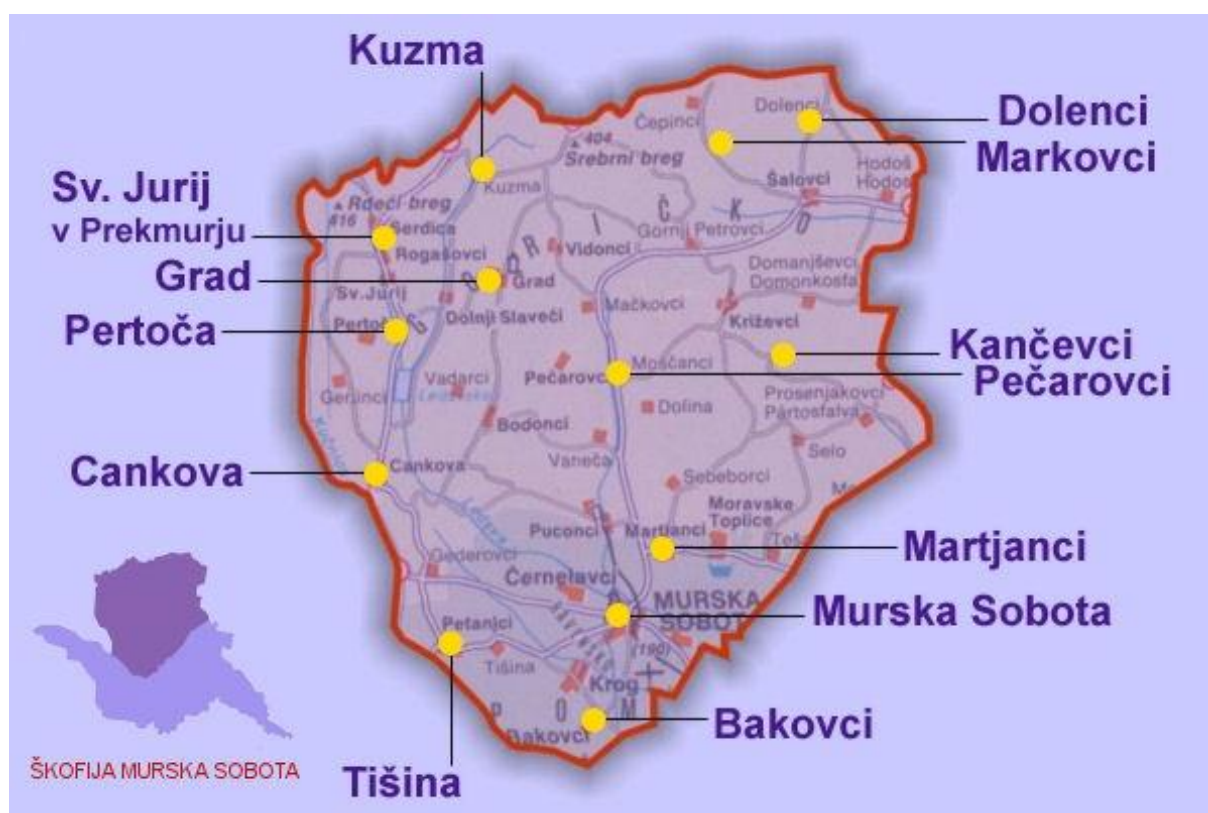 Kuzma
Dolenci
Markovci
Sv. Jurij
v Prekmurju
Grad
Pertoča
Kančevci
Pečarovci
Cankova
Martjanci
Murska Sobota
Bakovci
Tišina
ŠKOFIJA MURSKA SOBOTA
Dolenci
Čepinci
404
Srebrni breg
Kuzma
Hodoš
Šalovci
Rdeči breg
416
Serdica
Gornji Petrovci
Rogašovci
Vidonci
Domanjševci
Domonkosfa
Grad
Sv. Jurij
Mačkovci
Dolnji Slaveči
Križevci
Moščanci
Vadarci
Prosenjakovci
Pártosfalva
Dolina
Bodonci
Selo
Vaneča
Cankova
Sebeborci
Moravske
Toplice
Puconci
Martjanci
Gederovci
Černelavci
MURSKA
Petanjci
(190)
Tišina
Krog